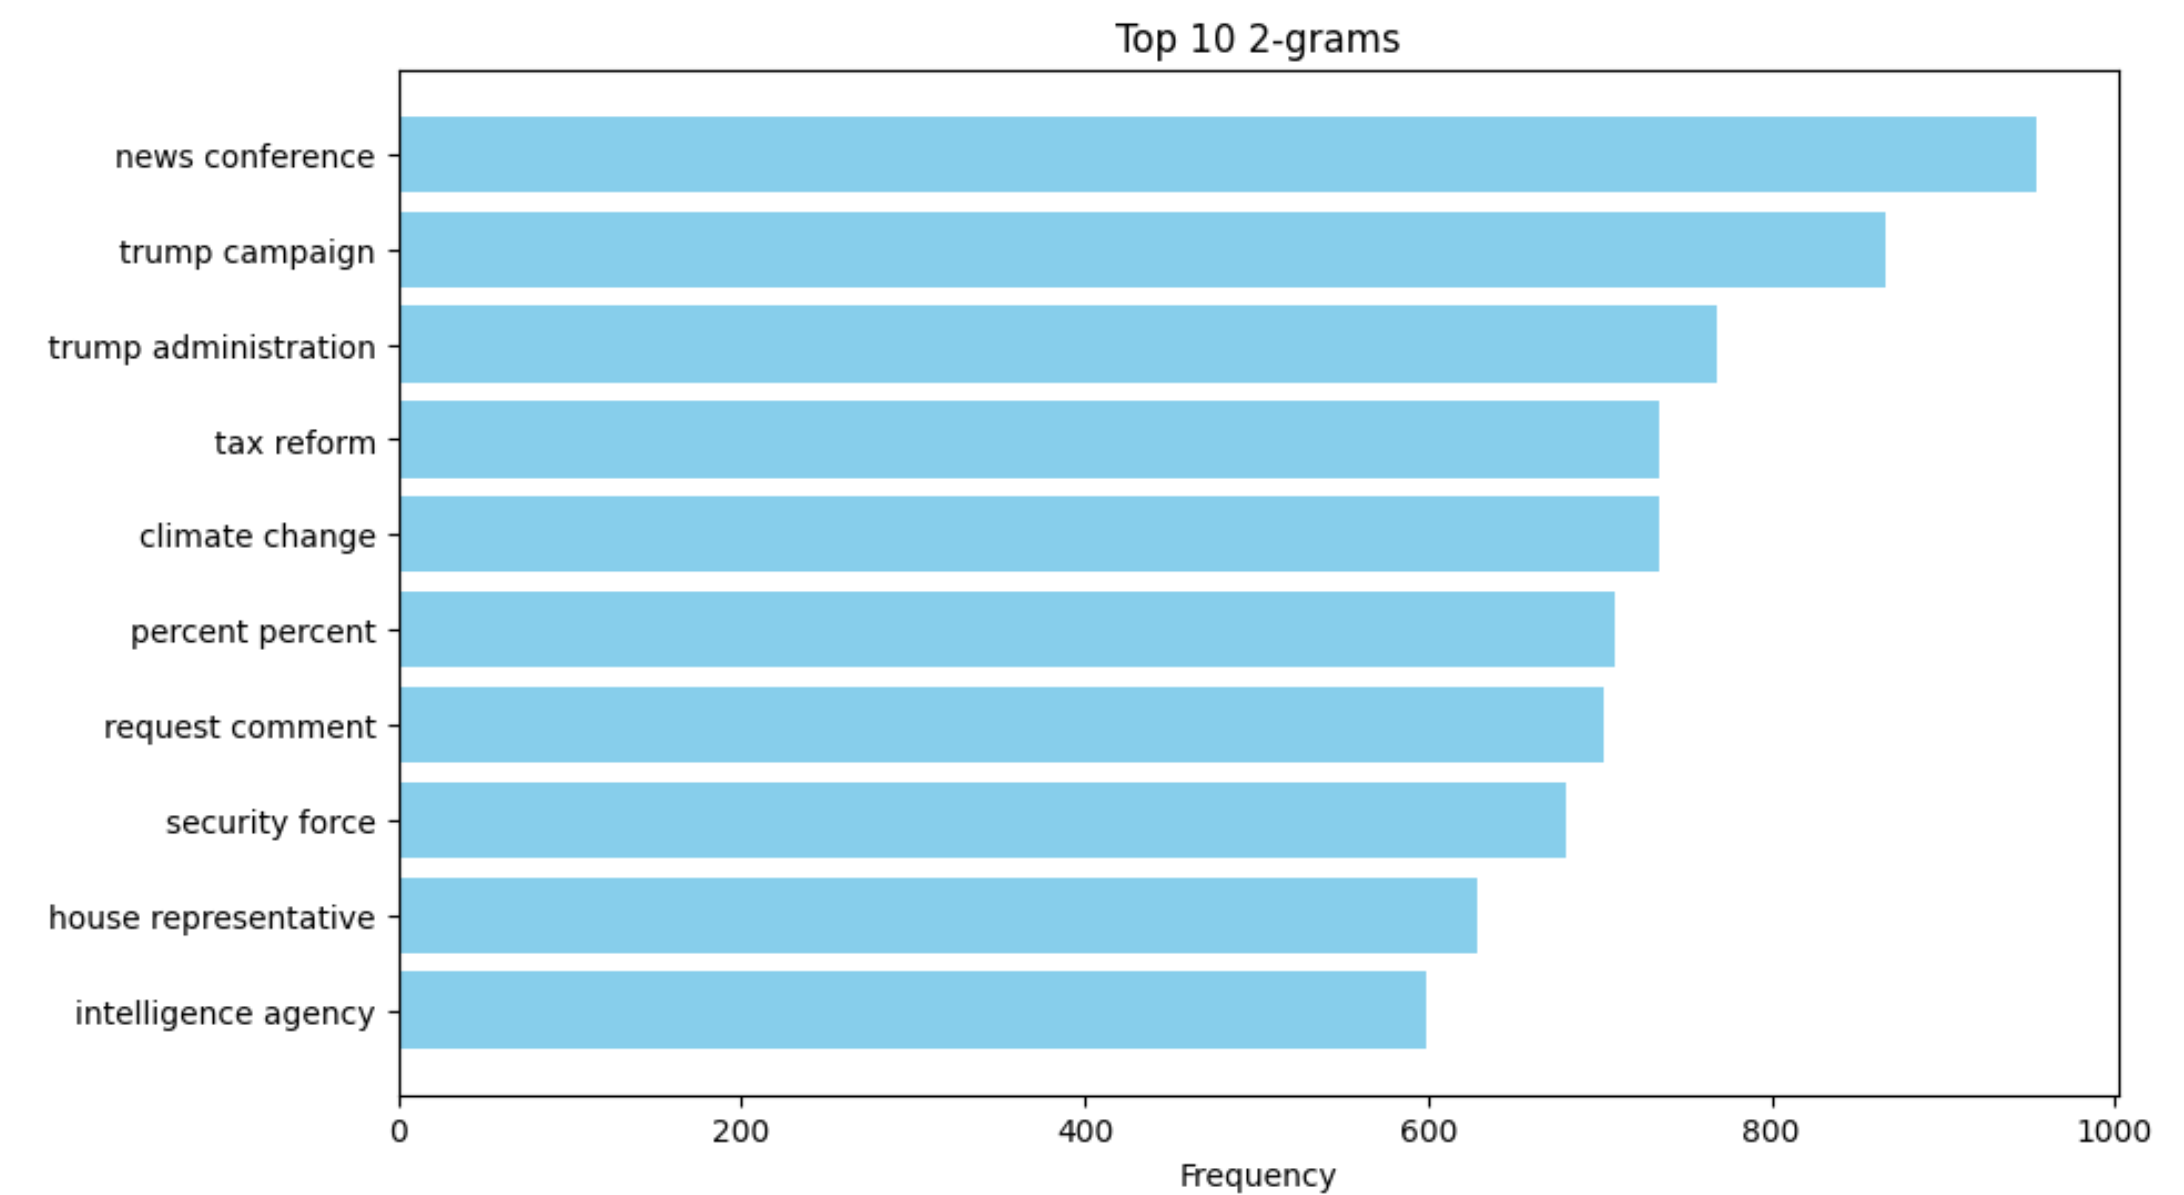 Top 10 2-grams
news conference
trump campaign
trump administration
tax reform
climate change
percent percent
request comment
security force
house representative
intelligence agency
0 200 400 600 800 1000
Frequency